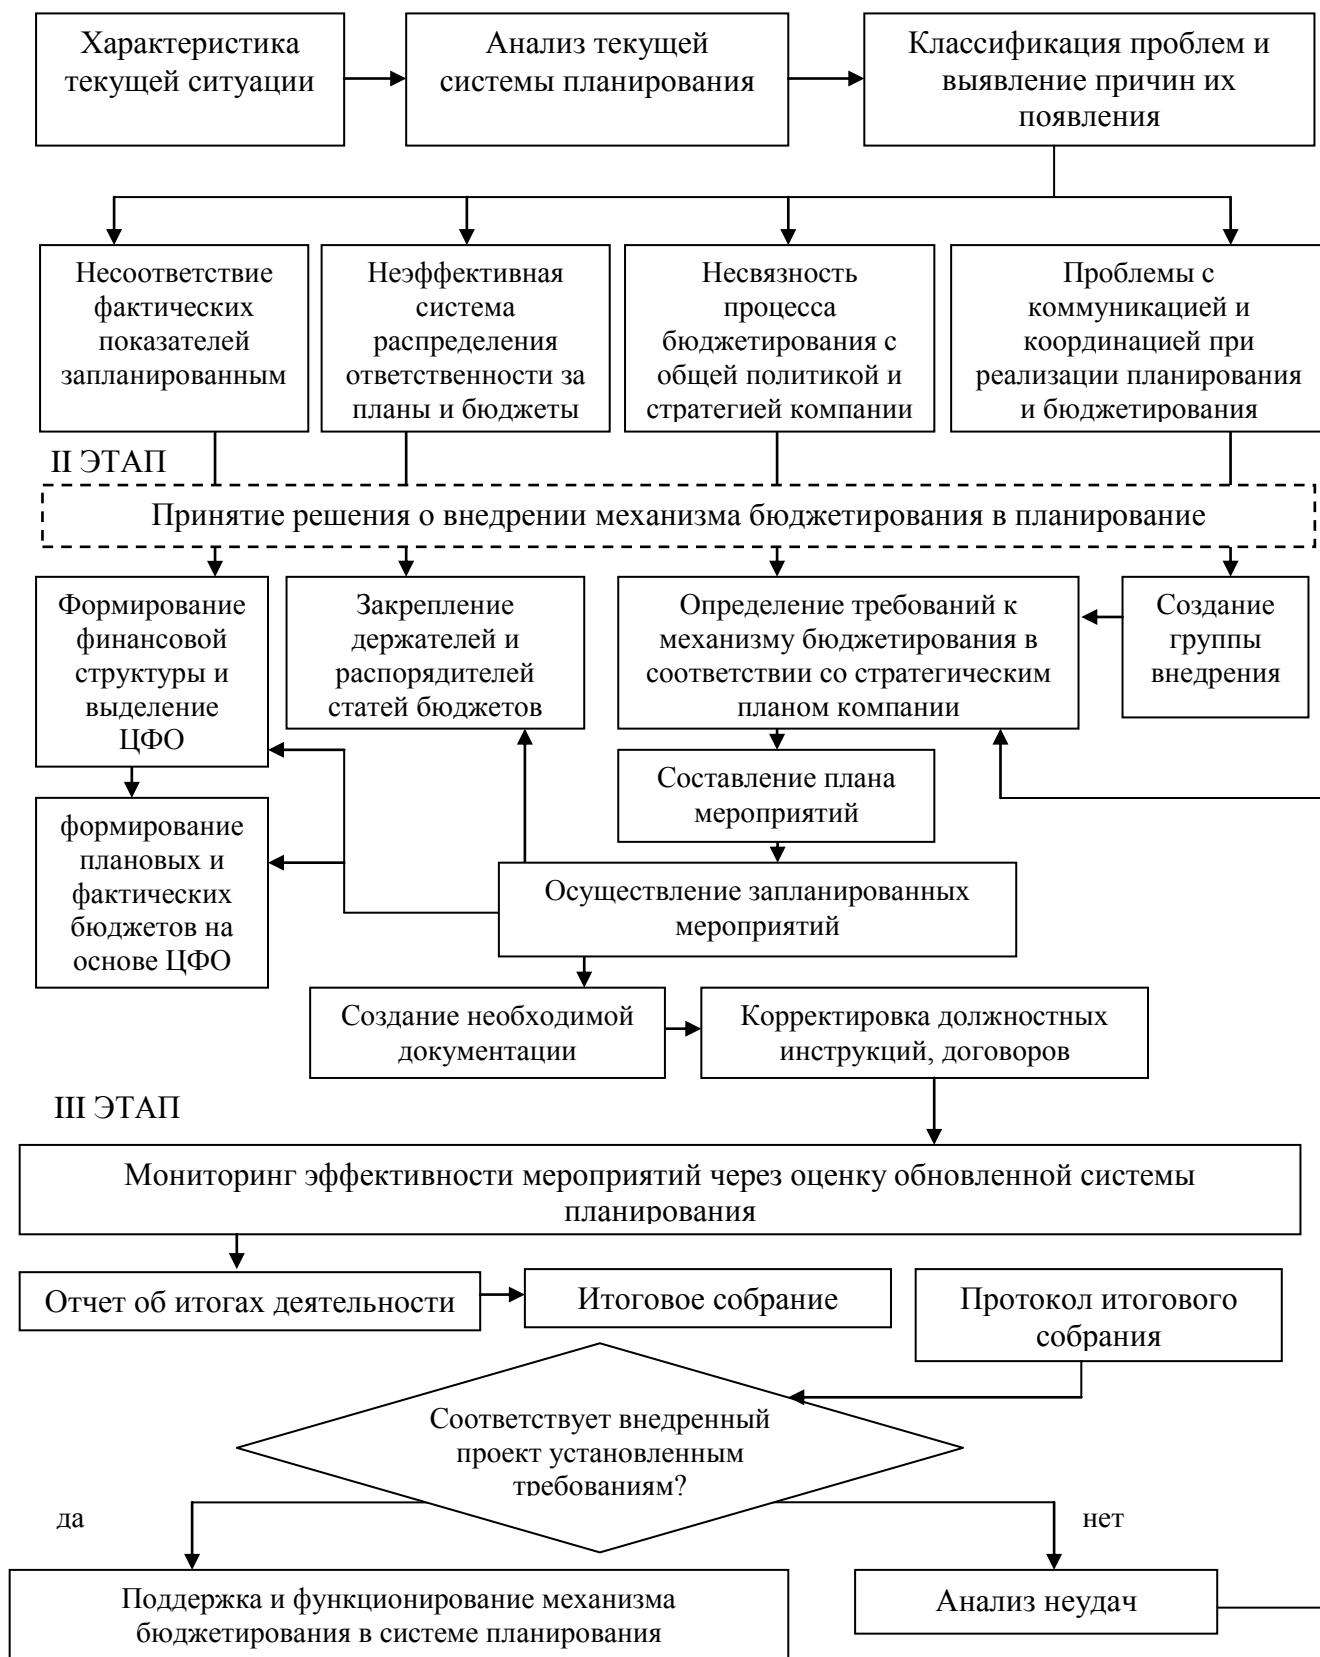 Характеристика
текущей ситуации
Анализ текущей
системы планирования
Классификация проблем и
выявление причин их
появления
Несоответствие
фактических
показателей
запланированным
Неэффективная
система
распределения
ответственности за
планы и бюджеты
Несвязность
процесса
бюджетирования с
общей политикой и
стратегией компании
Проблемы с
коммуникацией и
координацией при
реализации планирования
и бюджетирования
II ЭТАП
Принятие решения о внедрении механизма бюджетирования в планирование
Формирование
финансовой
структуры и
выделение
ЦФО
Закрепление
держателей и
распорядителей
статей бюджетов
Определение требований к
механизму бюджетирования в
соответствии со стратегическим
планом компании
Создание
группы
внедрения
Составление плана
мероприятий
формирование
плановых и
фактических
бюджетов на
основе ЦФО
Осуществление запланированных
мероприятий
Создание необходимой
документации
Корректировка должностных
инструкций, договоров
III ЭТАП
Мониторинг эффективности мероприятий через оценку обновленной системы
планирования
Отчет об итогах деятельности
Итоговое собрание
Протокол итогового
собрания
Соответствует внедренный
проект установленным
требованиям?
да
нет
Поддержка и функционирование механизма
бюджетирования в системе планирования
Анализ неудач